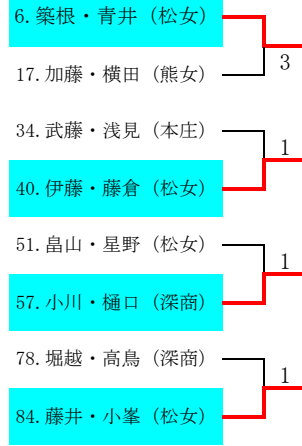 6. 築根・青井（松女）
3
17. 加藤・横田（熊女）
34. 武藤・浅見（本庄）
1
40. 伊藤・藤倉（松女）
51. 畠山・星野（松女）
1
57. 小川・樋口（深商）
78. 堀越・高鳥（深商）
1
84. 藤井・小峯（松女）